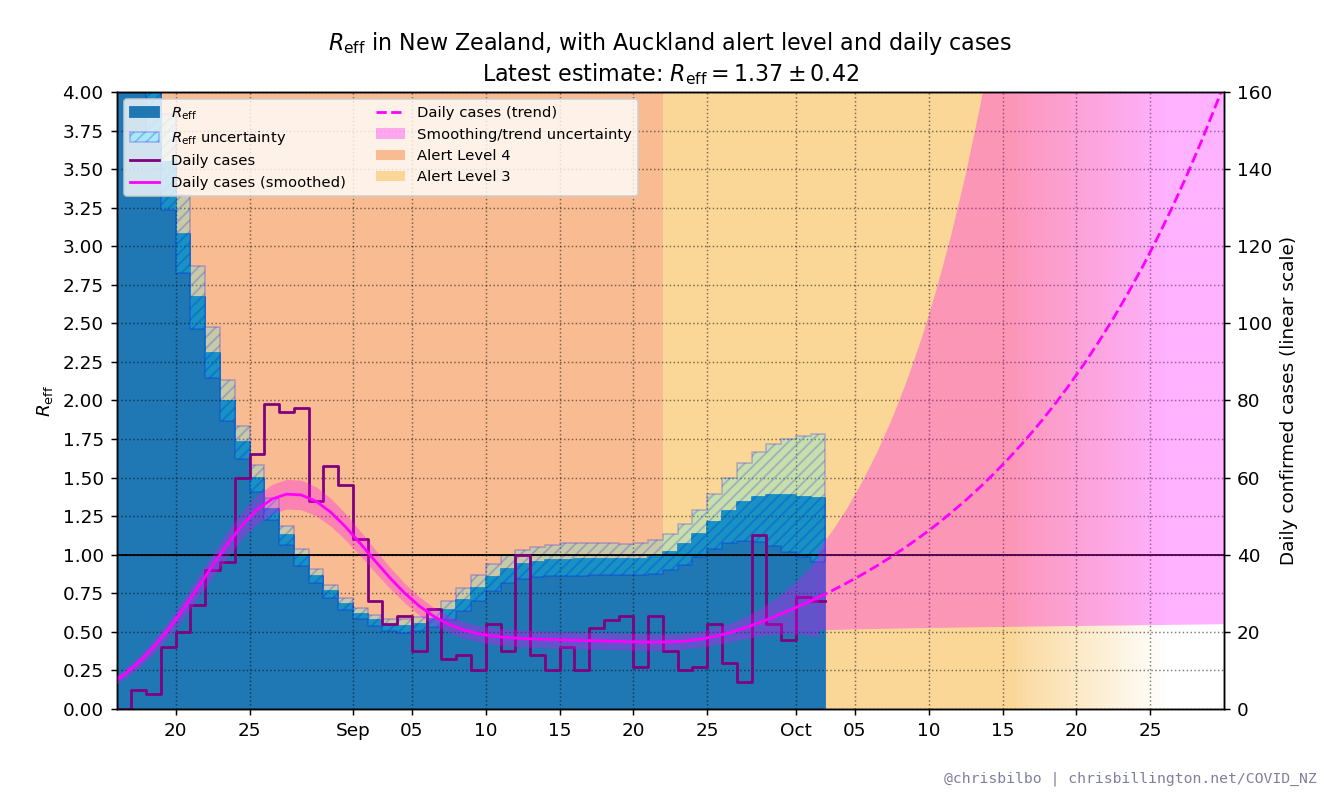 R_eff in New Zealand, with Auckland alert level and daily cases
Latest estimate: R_eff = 1.37 ± 0.42
R_eff
R_eff uncertainty
Daily cases
Daily cases (smoothed)
Daily cases (trend)
Smoothing/trend uncertainty
Alert Level 4
Alert Level 3
4.00
3.75
3.50
3.25
3.00
2.75
2.50
2.25
2.00
1.75
1.50
1.25
1.00
0.75
0.50
0.25
0.00
R_eff
160
140
120
100
80
60
40
20
0
Daily confirmed cases (linear scale)
20 25 Sep 05 10 15 20 25 Oct 05 10 15 20 25
@chrisbilbo | chrisbillington.net/COVID_NZ